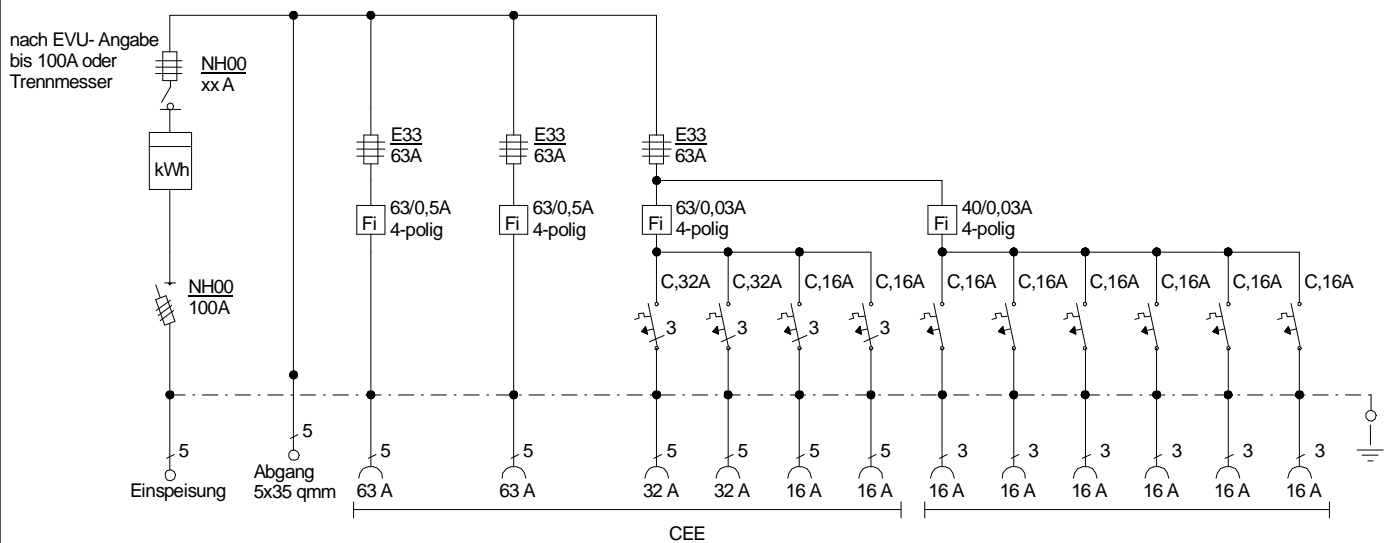 nach EVU- Angabe
bis 100A oder
Trennmesser
NH00
xx A
kWh
NH00
100A
E33
63A
E33
63A
E33
63A
Fi
63/0,5A
4-polig
Fi
63/0,5A
4-polig
Fi
63/0,03A
4-polig
Fi
40/0,03A
4-polig
C,32A
C,32A
C,16A
C,16A
C,16A
C,16A
C,16A
C,16A
C,16A
C,16A
3
3
3
3
5
5
5
5
5
5
5
5
3
3
3
3
3
3
Einspeisung
Abgang
5x35 qmm
63 A
63 A
32 A
32 A
16 A
16 A
16 A
16 A
16 A
16 A
16 A
16 A
CEE